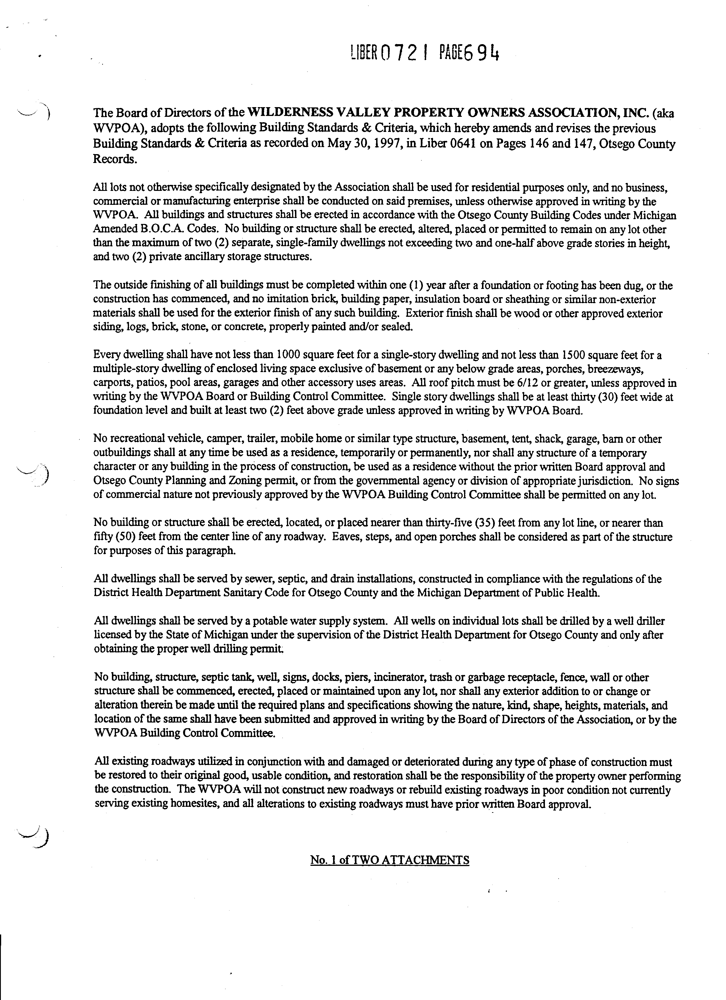 LIBER 0721 PAGE 694
The Board of Directors of the WILDERNESS VALLEY PROPERTY OWNERS ASSOCIATION, INC. (aka
WVPOA), adopts the following Building Standards & Criteria, which hereby amends and revises the previous
Building Standards & Criteria as recorded on May 30, 1997, in Liber 0641 on Pages 146 and 147, Otsego County
Records.
All lots not otherwise specifically designated by the Association shall be used for residential purposes only, and no business,
commercial or manufacturing enterprise shall be conducted on said premises, unless otherwise approved in writing by the
WVPOA. All buildings and structures shall be erected in accordance with the Otsego County Building Codes under Michigan
Amended B.O.C.A. Codes. No building or structure shall be erected, altered, placed or permitted to remain on any lot other
than the maximum of two (2) separate, single-family dwellings not exceeding two and one-half above grade stories in height,
and two (2) private ancillary storage structures.
The outside finishing of all buildings must be completed within one (1) year after a foundation or footing has been dug, or the
construction has commenced, and no imitation brick, building paper, insulation board or sheathing or similar non-exterior
materials shall be used for the exterior finish of any such building. Exterior finish shall be wood or other approved exterior
siding, logs, brick, stone, or concrete, properly painted and/or sealed.
Every dwelling shall have not less than 1000 square feet for a single-story dwelling and not less than 1500 square feet for a
multiple-story dwelling of enclosed living space exclusive of basement or any below grade areas, porches, breezeways,
carports, patios, pool areas, garages and other accessory uses areas. All roof pitch must be 6/12 or greater, unless approved in
writing by the WVPOA Board or Building Control Committee. Single story dwellings shall be at least thirty (30) feet wide at
foundation level and built at least two (2) feet above grade unless approved in writing by WVPOA Board.
No recreational vehicle, camper, trailer, mobile home or similar type structure, basement, tent, shack, garage, barn or other
outbuildings shall at any time be used as a residence, temporarily or permanently, nor shall any structure of a temporary
character or any building in the process of construction, be used as a residence without the prior written Board approval and
Otsego County Planning and Zoning permit, or from the governmental agency or division of appropriate jurisdiction. No signs
of commercial nature not previously approved by the WVPOA Building Control Committee shall be permitted on any lot.
No building or structure shall be erected, located, or placed nearer than thirty-five (35) feet from any lot line, or nearer than
fifty (50) feet from the center line of any roadway. Eaves, steps, and open porches shall be considered as part of the structure
for purposes of this paragraph.
All dwellings shall be served by sewer, septic, and drain installations, constructed in compliance with the regulations of the
District Health Department Sanitary Code for Otsego County and the Michigan Department of Public Health.
All dwellings shall be served by a potable water supply system. All wells on individual lots shall be drilled by a well driller
licensed by the State of Michigan under the supervision of the District Health Department for Otsego County and only after
obtaining the proper well drilling permit.
No building, structure, septic tank, well, signs, docks, piers, incinerator, trash or garbage receptacle, fence, wall or other
structure shall be commenced, erected, placed or maintained upon any lot, nor shall any exterior addition to or change or
alteration therein be made until the required plans and specifications showing the nature, kind, shape, heights, materials, and
location of the same shall have been submitted and approved in writing by the Board of Directors of the Association, or by the
WVPOA Building Control Committee.
All existing roadways utilized in conjunction with and damaged or deteriorated during any type of phase of construction must
be restored to their original good, usable condition, and restoration shall be the responsibility of the property owner performing
the construction. The WVPOA will not construct new roadways or rebuild existing roadways in poor condition not currently
serving existing homesites, and all alterations to existing roadways must have prior written Board approval.
No. 1 of TWO ATTACHMENTS